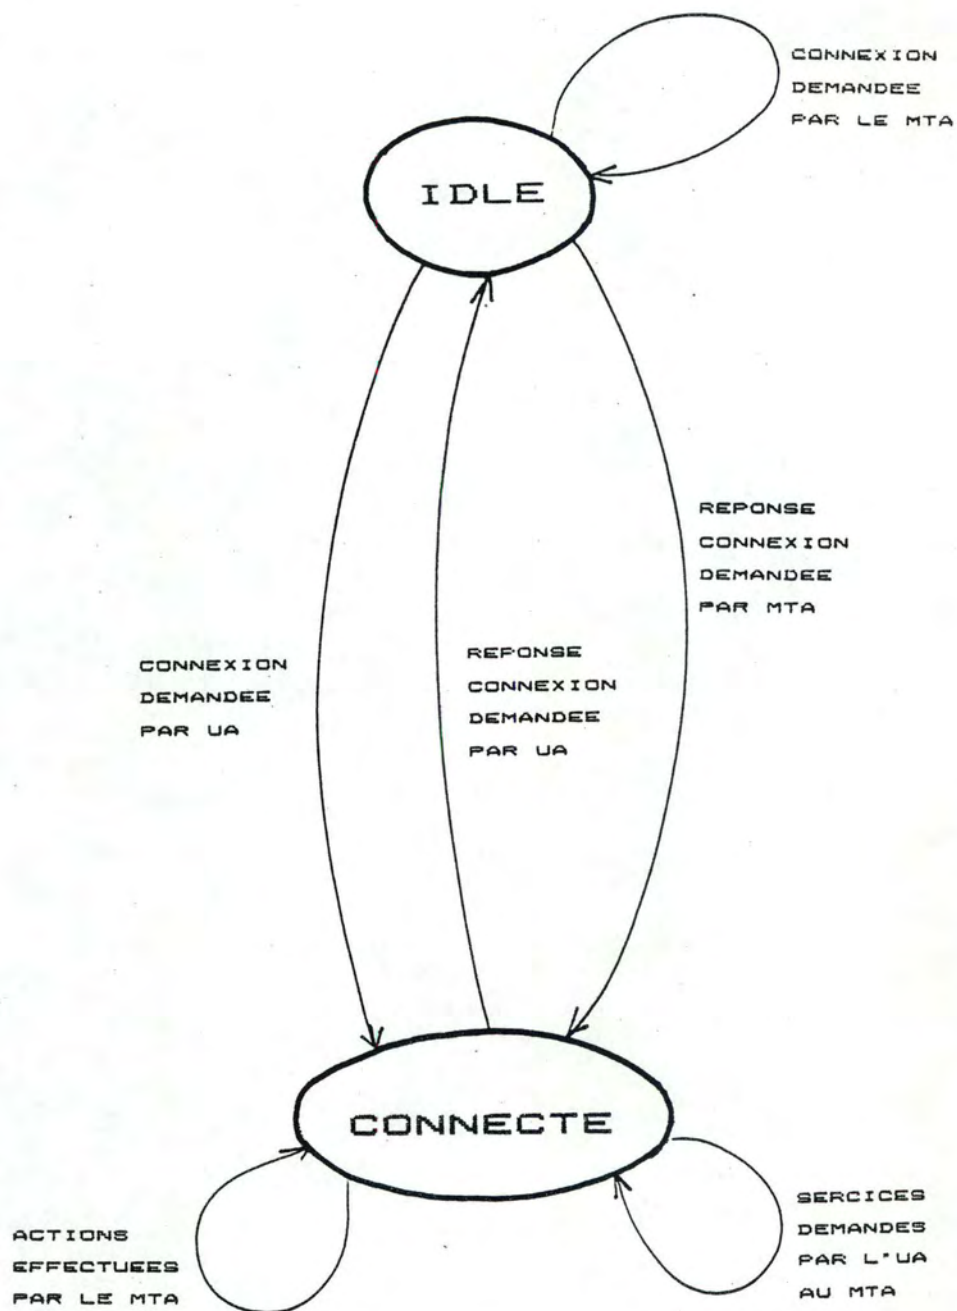 CONNEXION
DEMANDEE
PAR LE MTA
IDLE
REPONSE
CONNEXION
DEMANDEE
PAR MTA
CONNEXION
DEMANDEE
PAR UA
REPONSE
CONNEXION
DEMANDEE
PAR UA
CONNECTE
ACTIONS
EFFECTUEES
PAR LE MTA
SERCICES
DEMANDES
PAR L'UA
AU MTA